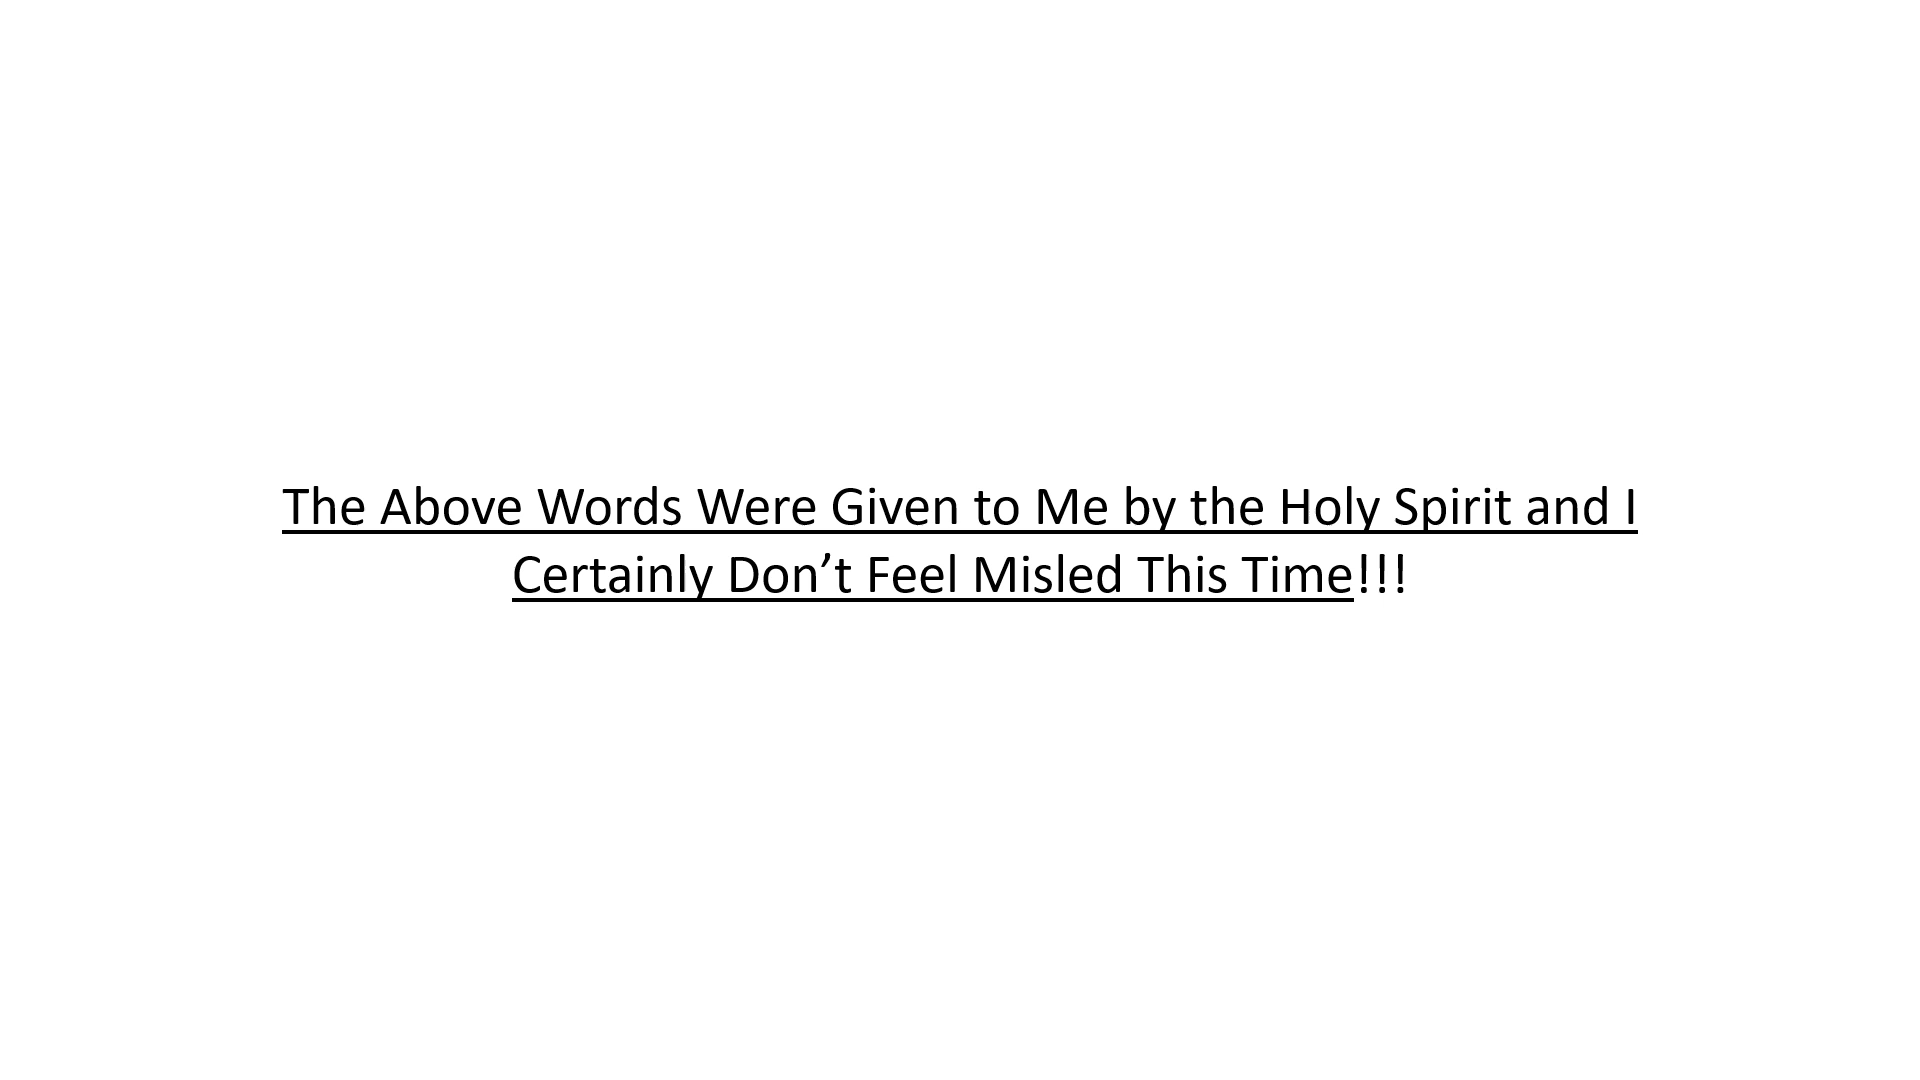 The Above Words Were Given to Me by the Holy Spirit and I
Certainly Don’t Feel Misled This Time!!!